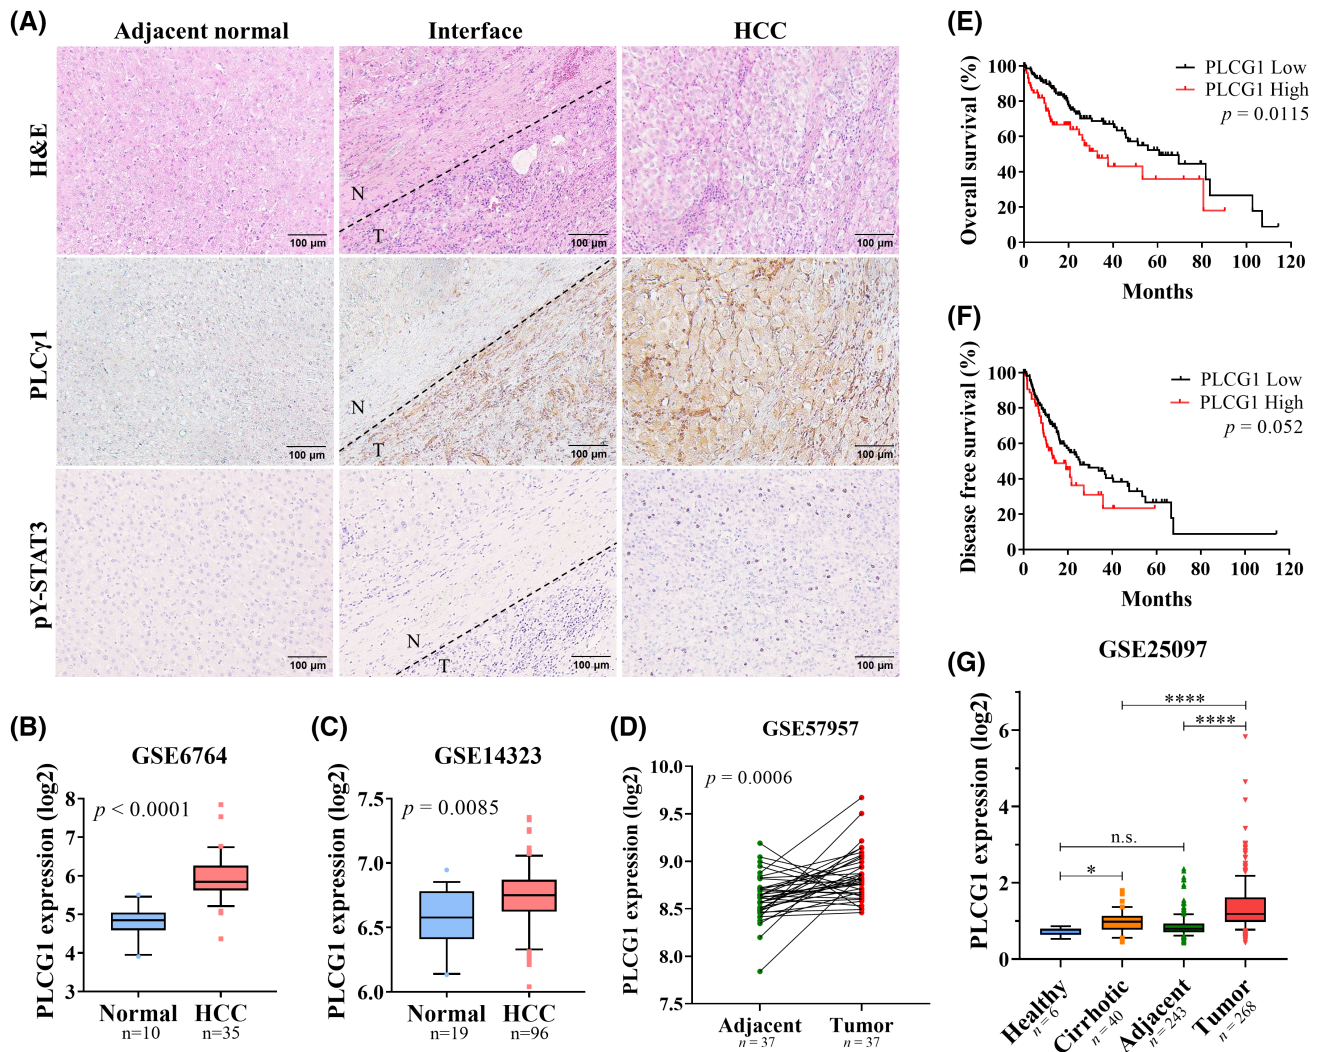 (A)
Adjacent normal
Interface
HCC
H&E
N
T
100 µm
100 µm
100 µm
PLCγ1
N
T
100 µm
100 µm
100 µm
pY-STAT3
N
T
100 µm
100 µm
100 µm
(B)
GSE6764
PLCG1 expression (log2)
p < 0.0001
8
7
6
5
4
3
Normal
HCC
n=10
n=35
(C)
GSE14323
PLCG1 expression (log2)
p = 0.0085
7.5
7.0
6.5
6.0
Normal
HCC
n=19
n=96
(D)
GSE57957
PLCG1 expression (log2)
p = 0.0006
10.0
9.5
9.0
8.5
8.0
7.5
Adjacent
Tumor
n = 37
n = 37
(E)
Overall survival (%)
100
80
60
40
20
0
PLCG1 Low
PLCG1 High
p = 0.0115
0 20 40 60 80 100 120
Months
(F)
Disease free survival (%)
100
80
60
40
20
0
PLCG1 Low
PLCG1 High
p = 0.052
0 20 40 60 80 100 120
Months
(G)
GSE25097
PLCG1 expression (log2)
6
4
2
0
****
****
n.s.
*
Healthy
n = 6
Cirrhotic
n = 40
Adjacent
n = 243
Tumor
n = 268